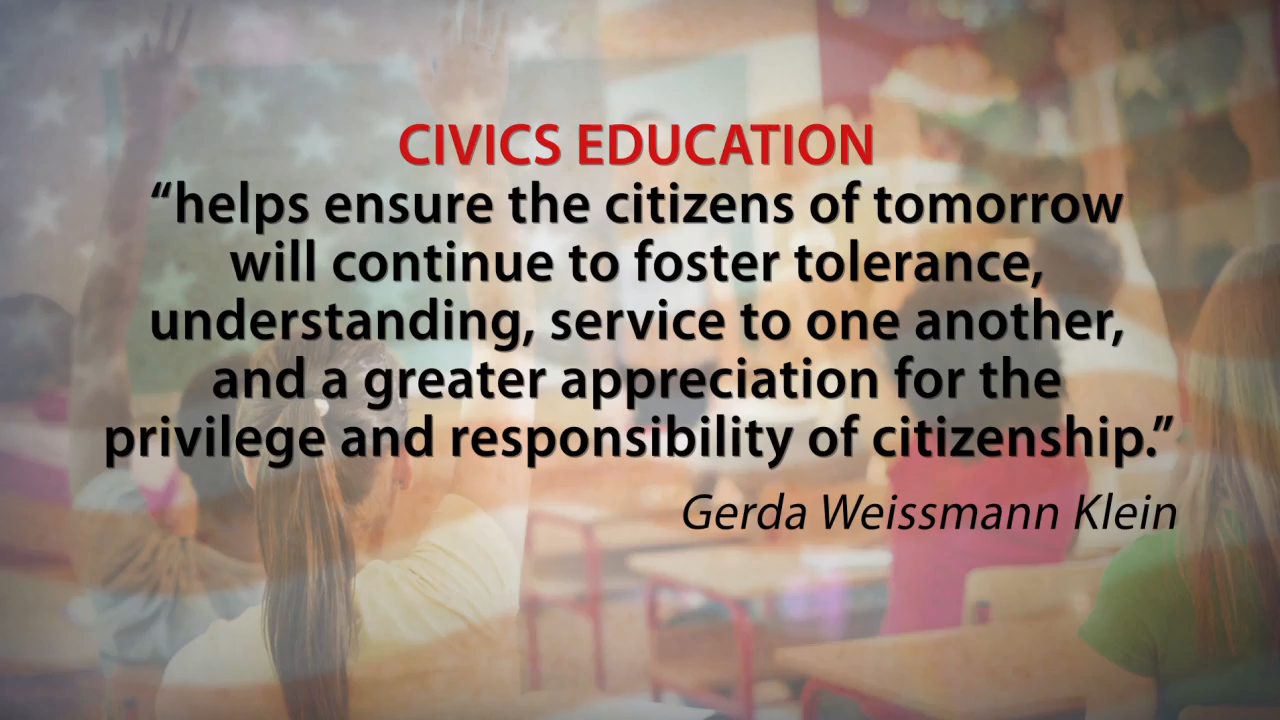 CIVICS EDUCATION
“helps ensure the citizens of tomorrow
will continue to foster tolerance,
understanding, service to one another,
and a greater appreciation for the
privilege and responsibility of citizenship.”
Gerda Weissmann Klein